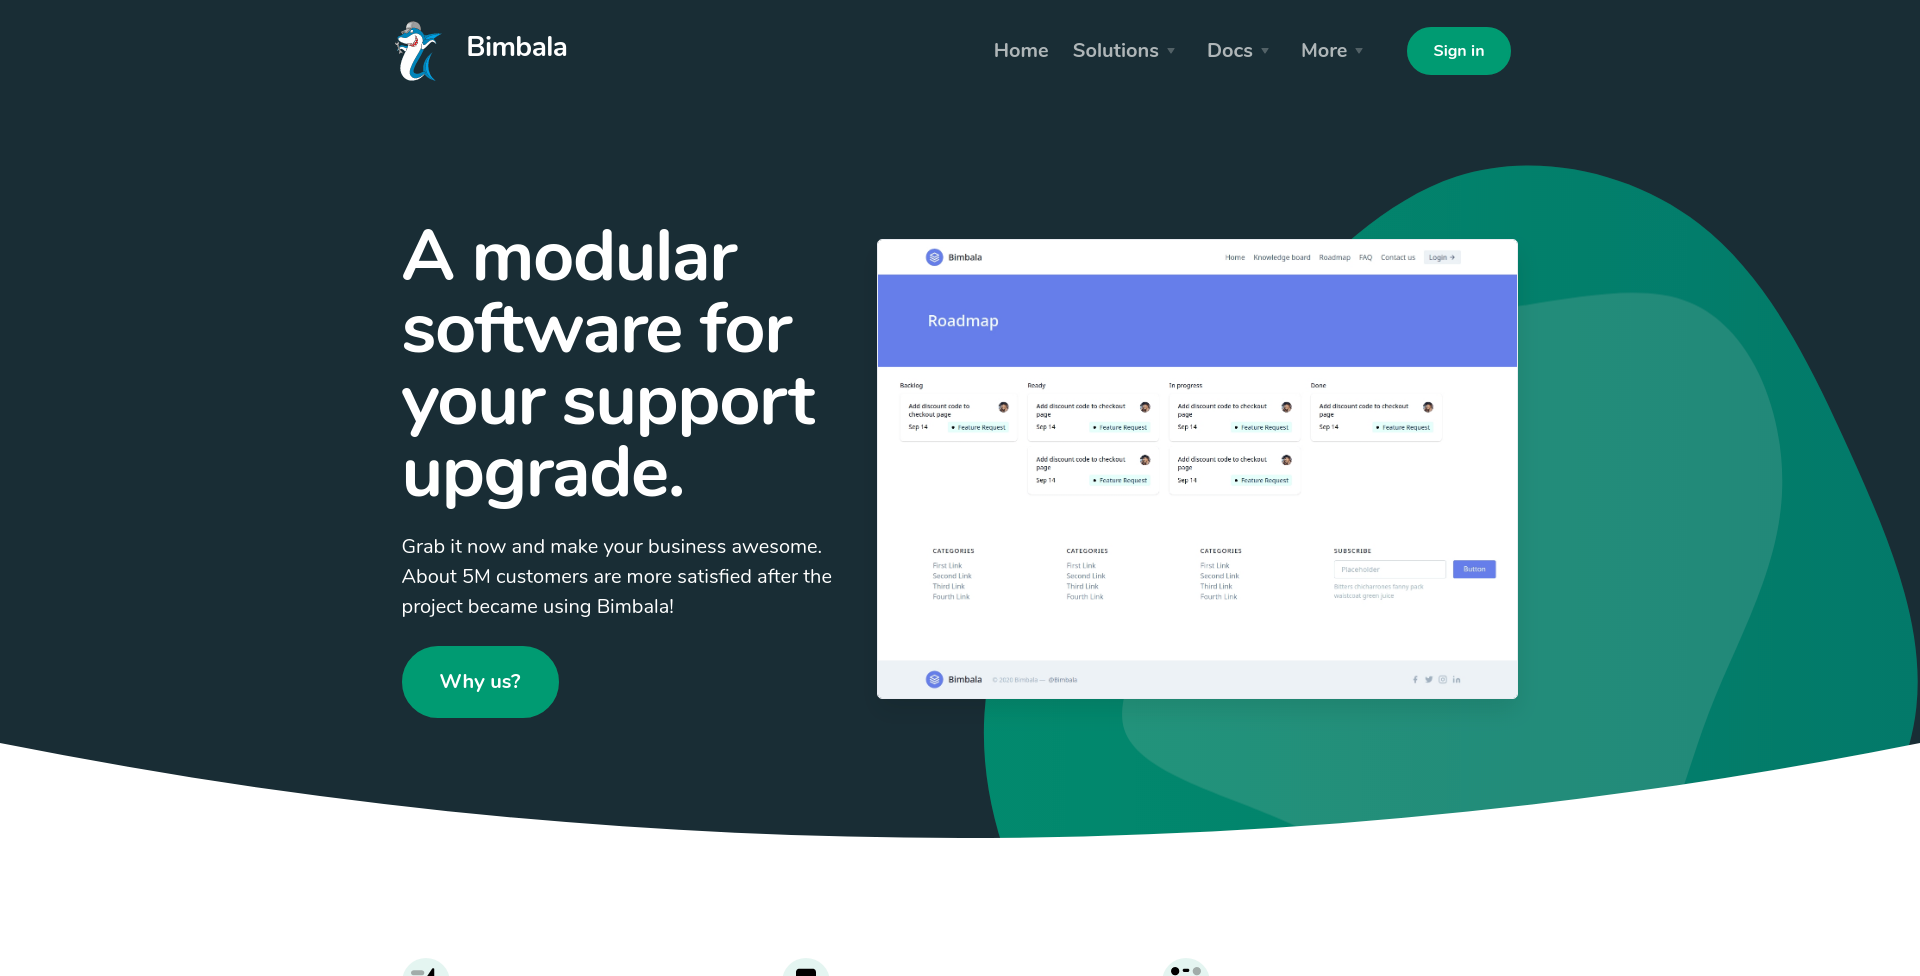 Bimbala
Home Solutions Docs More Sign in
A modular
software for
your support
upgrade.
Grab it now and make your business awesome.
About 5M customers are more satisfied after the
project became using Bimbala!
Why us?
Bimbala
Home Knowledge board Roadmap FAQ Contact us Login →
Roadmap
Backlog Ready In progress Done
Add discount code to
checkout page
Sep 14 Feature Request
Add discount code to checkout
page
Sep 14 Feature Request
Add discount code to checkout
page
Sep 14 Feature Request
Add discount code to checkout
page
Sep 14 Feature Request
Add discount code to checkout
page
Sep 14 Feature Request
Add discount code to checkout
page
Sep 14 Feature Request
CATEGORIES
First Link
Second Link
Third Link
Fourth Link
CATEGORIES
First Link
Second Link
Third Link
Fourth Link
CATEGORIES
First Link
Second Link
Third Link
Fourth Link
SUBSCRIBE
Placeholder Button
Bitters chicharrones fanny pack
waistcoat green juice
Bimbala © 2020 Bimbala — @Bimbala